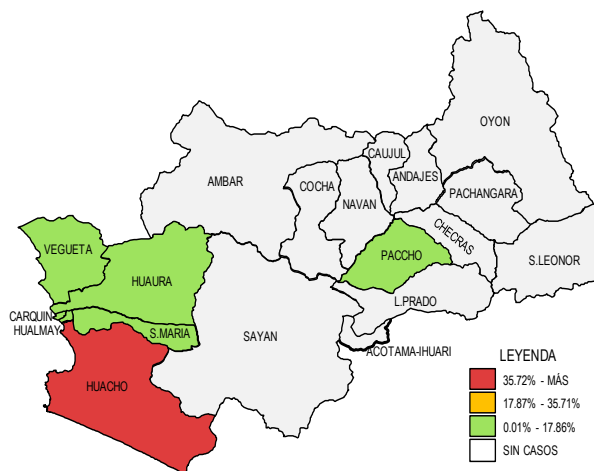 OYON
CAUJUL
ANDAJES
AMBAR
COCHA
NAVAN
PACHANGARA
CHECRAS
VEGUETA
PACCHO
S.LEONOR
HUAURA
L.PRADO
CARQUIN
HUALMAY
S.MARIA
SAYAN
ACOTAMA-IHUARI
HUACHO
LEYENDA
35.72% - MÁS
17.87% - 35.71%
0.01% - 17.86%
SIN CASOS